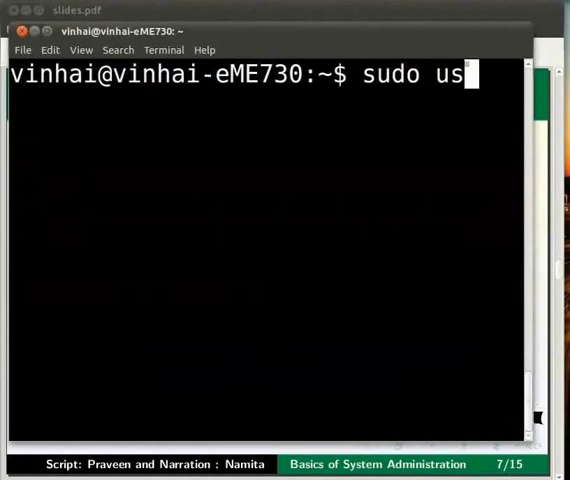 slides.pdf
vinhai@vinhai-eME730: ~
File Edit View Search Terminal Help
vinhai@vinhai-eME730:~$ sudo us
Script: Praveen and Narration : Namita Basics of System Administration 7/15